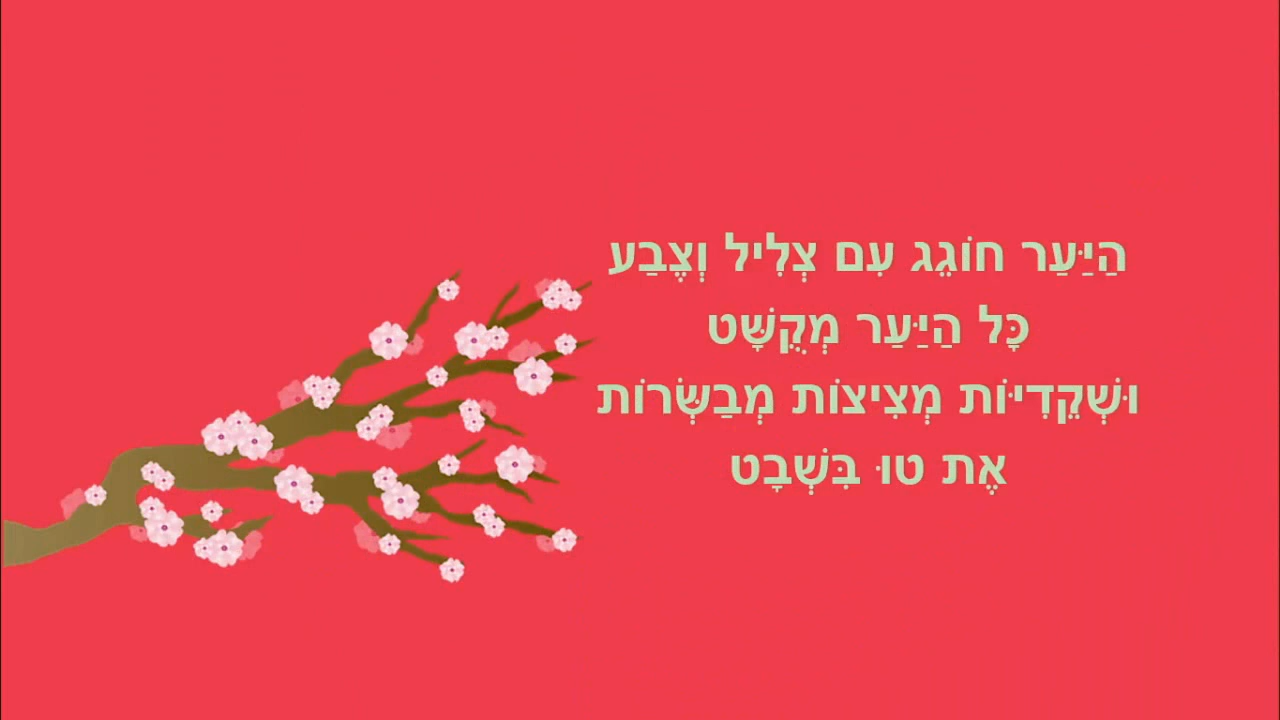 הַיַּעַר חוֹגֵג עִם צְלִיל וְצֶבַע
כָּל הַיַּעַר מְקֻשָּׁט
וּשְׁקֵדִיּוֹת מְצִיצוֹת מְבַשְּׂרוֹת
אֶת טוּ בִּשְׁבָט